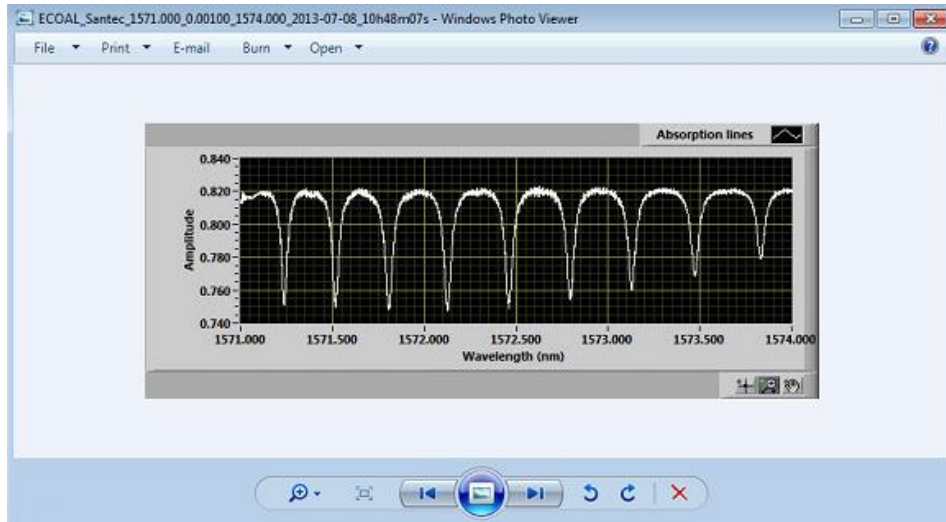 ECOAL_Santec_1571.000_0.00100_1574.000_2013-07-08_10h48m07s - Windows Photo Viewer
File Print E-mail Burn Open
Absorption lines
0.840
0.820
0.800
0.780
0.760
0.740
Amplitude
1571.000 1571.500 1572.000 1572.500 1573.000 1573.500 1574.000
Wavelength (nm)